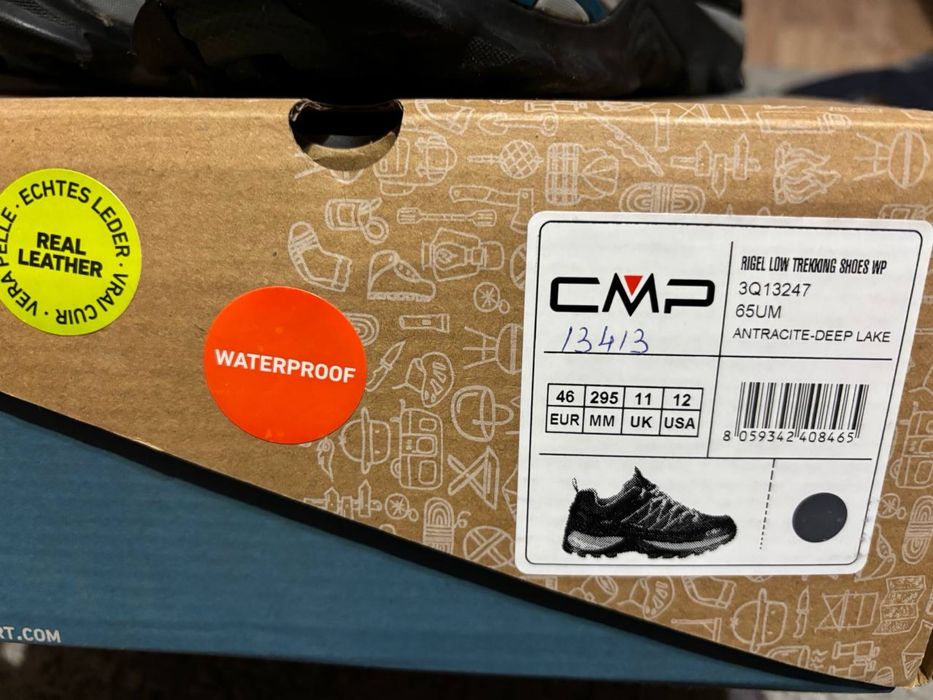 ECHTES LEDER · VRAI CUIR · VERA PELLE ·
REAL
LEATHER
WATERPROOF
CMP
13413
RIGEL LOW TREKKING SHOES WP
3Q13247
65UM
ANTRACITE-DEEP LAKE
46 295 11 12
EUR MM UK USA
8 059342 408465
RT.COM